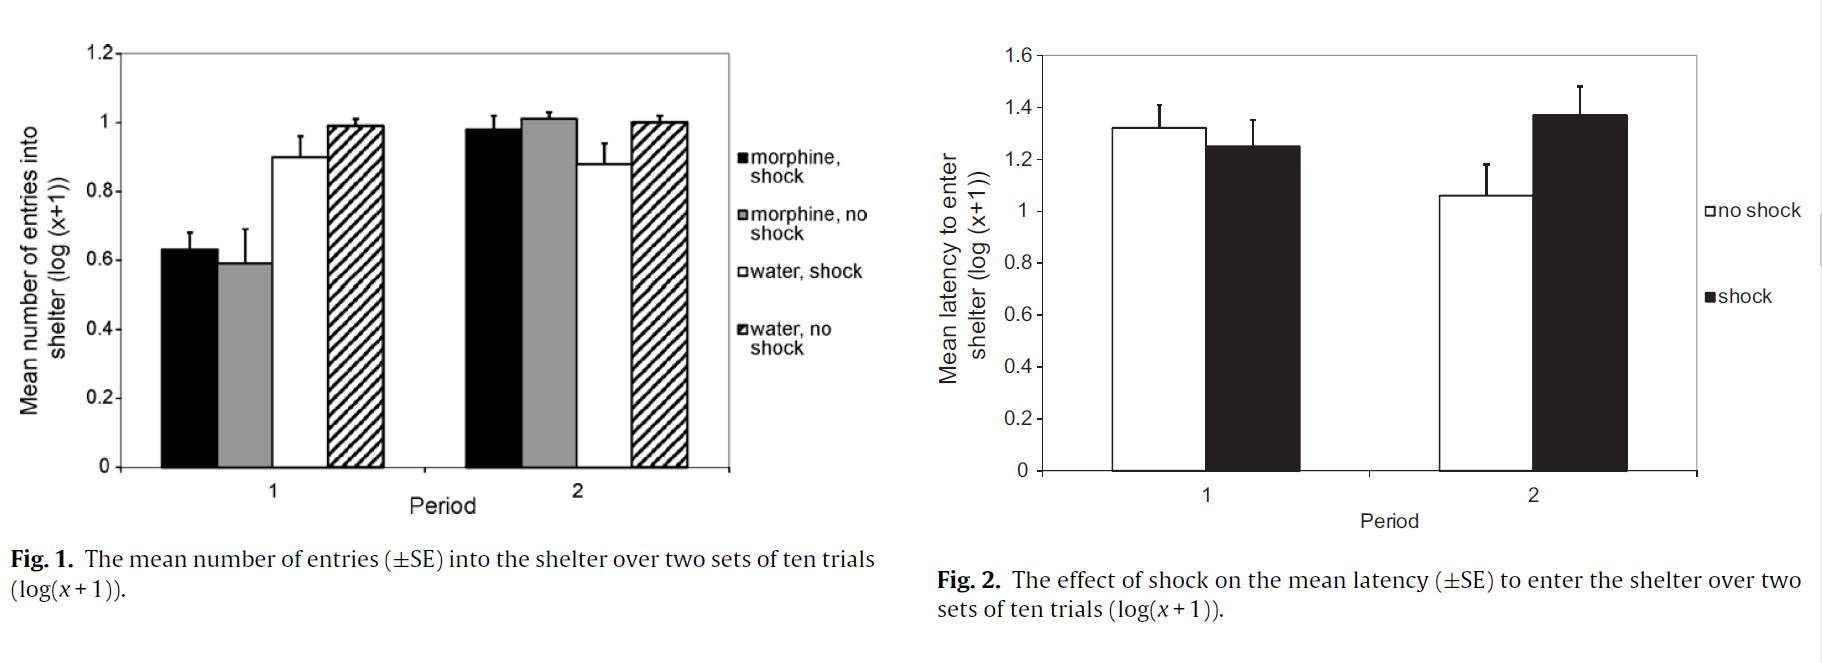 1.2
1
0.8
0.6
0.4
0.2
0
Mean number of entries into
shelter (log (x+1))
1
2
Period
morphine,
shock
morphine, no
shock
water, shock
water, no
shock
Fig. 1. The mean number of entries (±SE) into the shelter over two sets of ten trials
(log(x + 1)).
1.6
1.4
1.2
1
0.8
0.6
0.4
0.2
0
Mean latency to enter
shelter (log (x+1))
1
2
Period
no shock
shock
Fig. 2. The effect of shock on the mean latency (±SE) to enter the shelter over two
sets of ten trials (log(x + 1)).